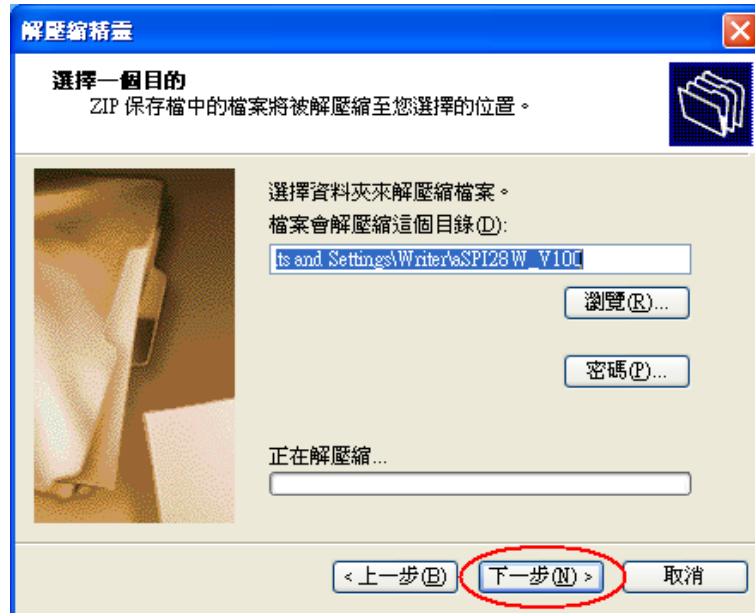 解壓縮精靈
選擇一個目的
ZIP 保存檔中的檔案將被解壓縮至您選擇的位置。
選擇資料夾來解壓縮檔案。
檔案會解壓縮這個目錄(D):
ts and Settings\Writer\aSPI28W_V100
瀏覽(R)...
密碼(P)...
正在解壓縮...
<上一步(B) 下一步(N) > 取消